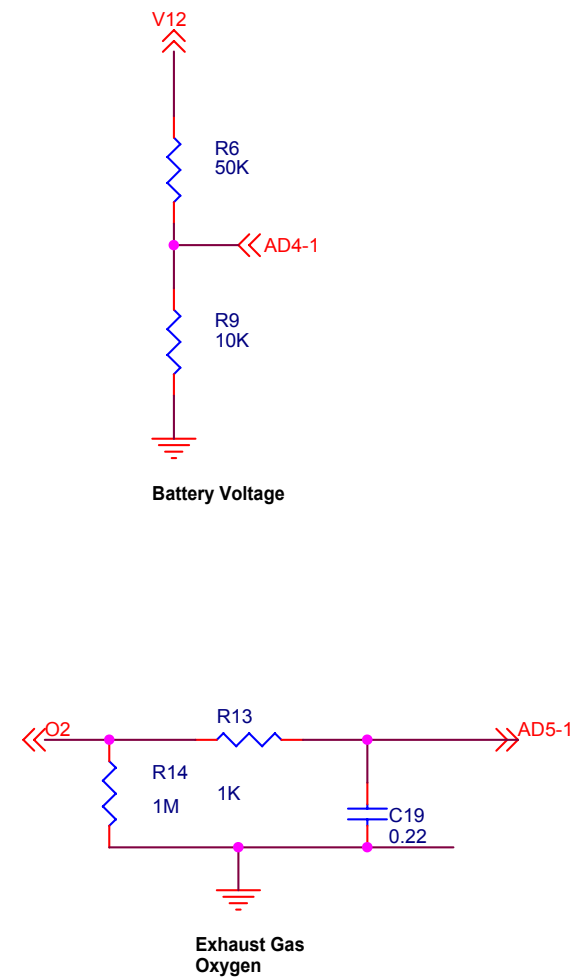 V12
R6
50K
AD4-1
R9
10K
Battery Voltage
O2
R13
AD5-1
R14
1M
1K
C19
0.22
Exhaust Gas
Oxygen